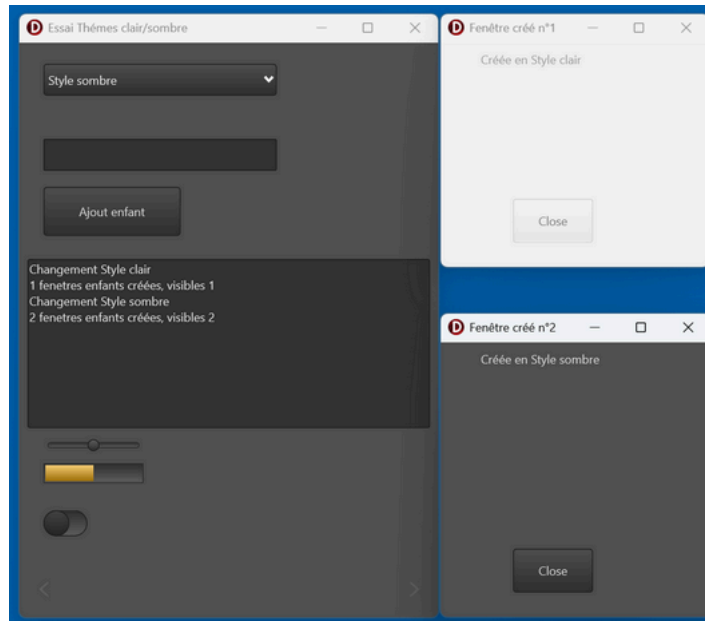 Essai Thémes clair/sombre
Style sombre
Ajout enfant
Changement Style clair
1 fenetres enfants créées, visibles 1
Changement Style sombre
2 fenetres enfants créées, visibles 2
Fenêtre créé n°1
Créée en Style clair
Close
Fenêtre créé n°2
Créée en Style sombre
Close